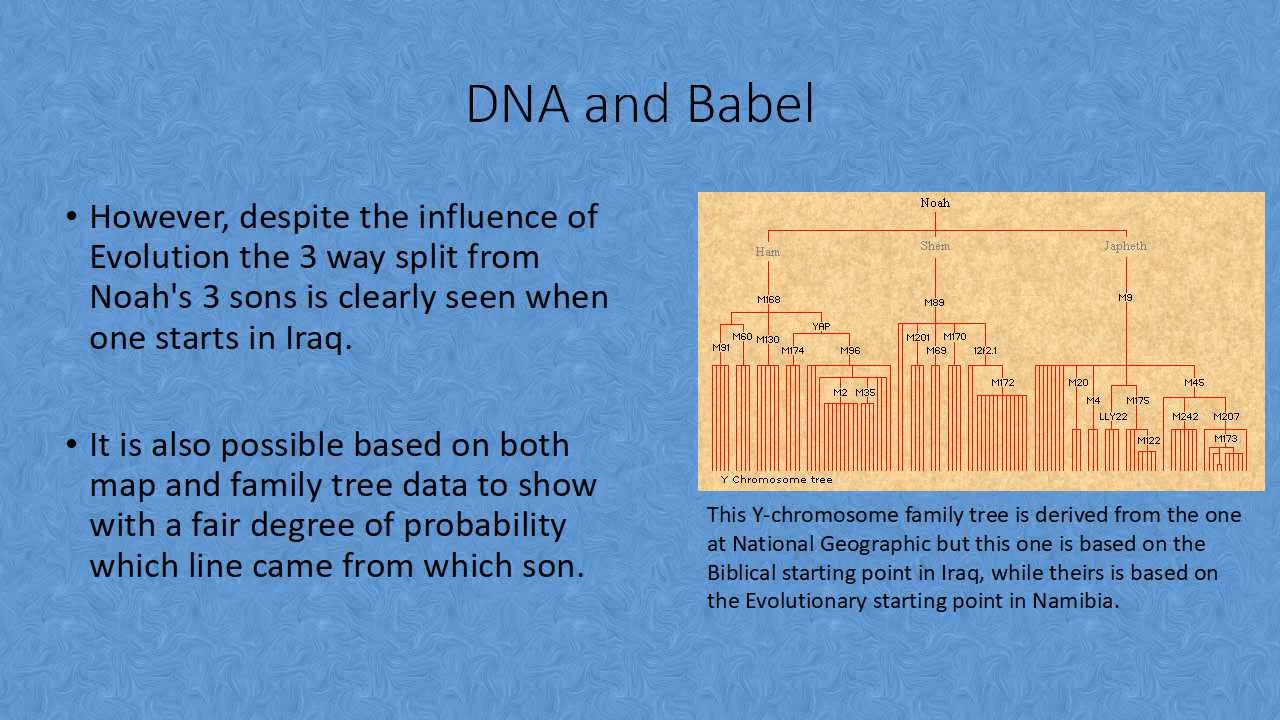 DNA and Babel
• However, despite the influence of
Evolution the 3 way split from
Noah's 3 sons is clearly seen when
one starts in Iraq.
• It is also possible based on both
map and family tree data to show
with a fair degree of probability
which line came from which son.
Noah
Ham Shem Japheth
M168 M89 M9
YAP
M91 M60 M130 M174 M96
M201 M69 M170 12f2.1
M2 M35 M172
M20 M4 LLY22 M175 M45
M122 M242 M207
M173
Y Chromosome tree
This Y-chromosome family tree is derived from the one
at National Geographic but this one is based on the
Biblical starting point in Iraq, while theirs is based on
the Evolutionary starting point in Namibia.